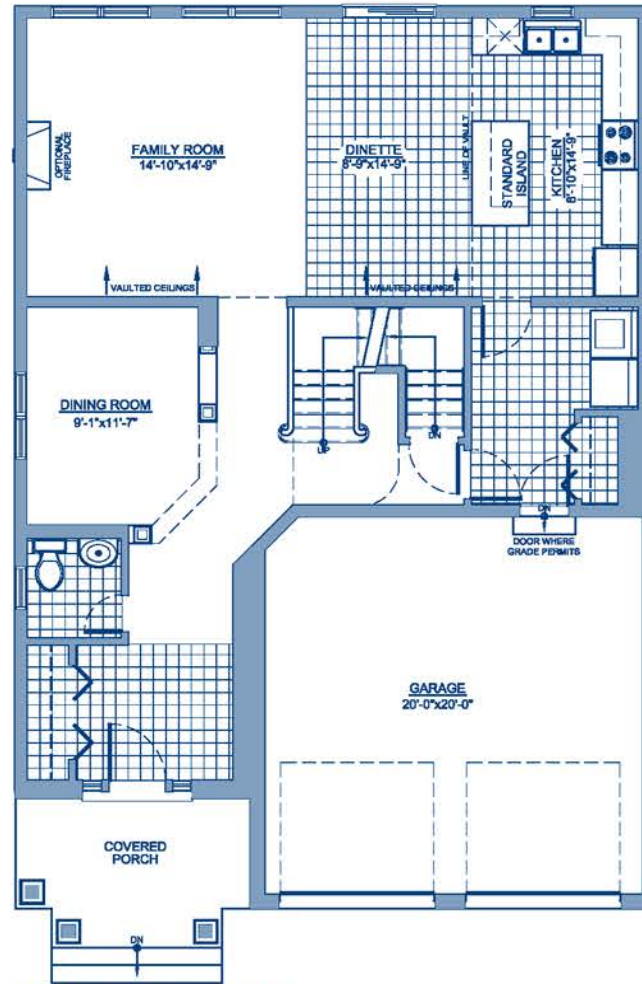 OPTIONAL
FIREPLACE
FAMILY ROOM
14'-10"x14'-9"
DINETTE
8'-9"x14'-9"
LINE OF VAULT
STANDARD
ISLAND
KITCHEN
8'-10"x14'-9"
VAULTED CEILINGS
VAULTED CEILINGS
DINING ROOM
9'-1"x11'-7"
UP
DN
DN
DOOR WHERE
GRADE PERMITS
GARAGE
20'-0"x20'-0"
COVERED
PORCH
DN